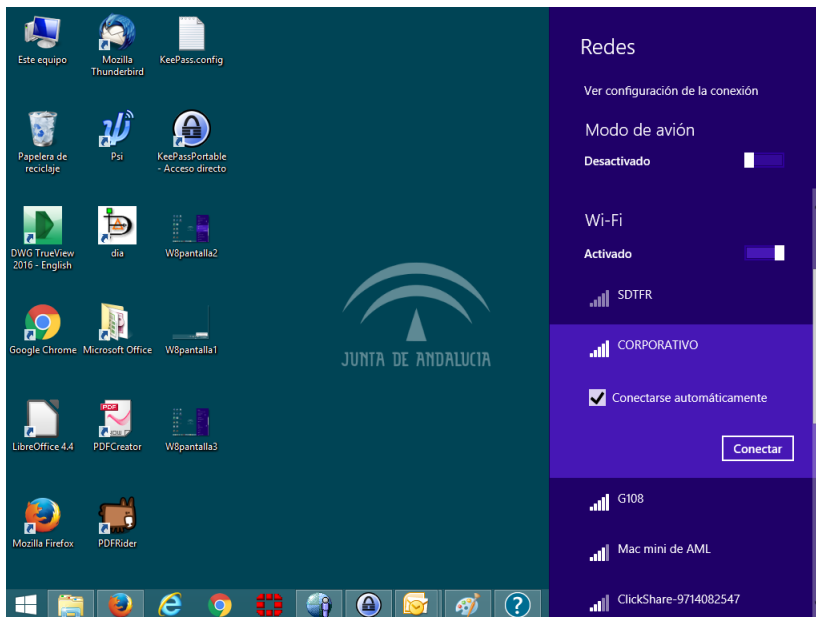 Este equipo
Mozilla
Thunderbird
KeePass.config
Papelera de
reciclaje
Psi
KeePassPortable
- Acceso directo
DWG TrueView
2016 - English
dia
W8pantalla2
Google Chrome
Microsoft Office
W8pantalla1
LibreOffice 4.4
PDF
PDFCreator
W8pantalla3
Mozilla Firefox
PDFRider
JUNTA DE ANDALUCIA
Redes
Ver configuración de la conexión
Modo de avión
Desactivado
Wi-Fi
Activado
SDTFR
CORPORATIVO
Conectarse automáticamente
Conectar
G108
Mac mini de AML
ClickShare-9714082547